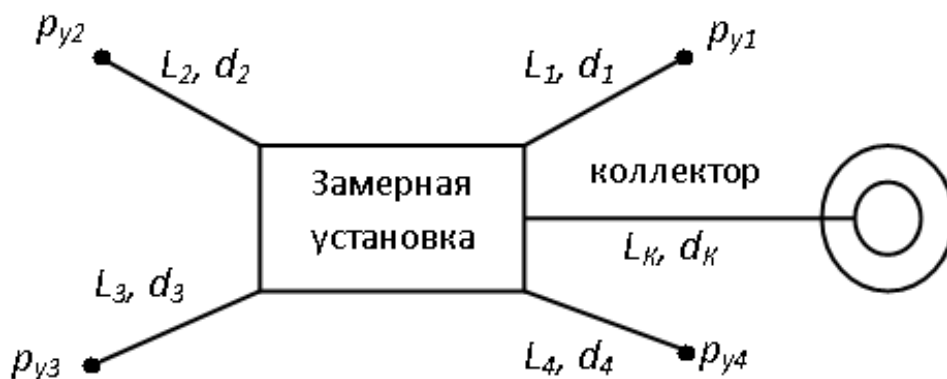 p_y2
L_2, d_2
L_1, d_1
p_y1
Замерная
установка
коллектор
L_K, d_K
L_3, d_3
p_y3
L_4, d_4
p_y4